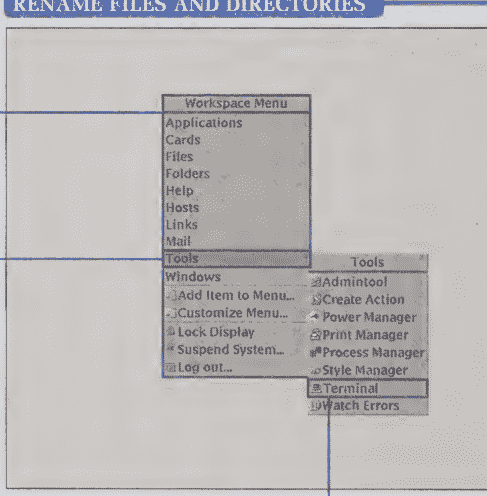 RENAME FILES AND DIRECTORIES
Workspace Menu
Applications
Cards
Files
Folders
Help
Hosts
Links
Mail
Tools
Windows
Add Item to Menu...
Customize Menu...
Lock Display
Suspend System...
Log out...
Tools
Admintool
Create Action
Power Manager
Print Manager
Process Manager
Style Manager
Terminal
Watch Errors